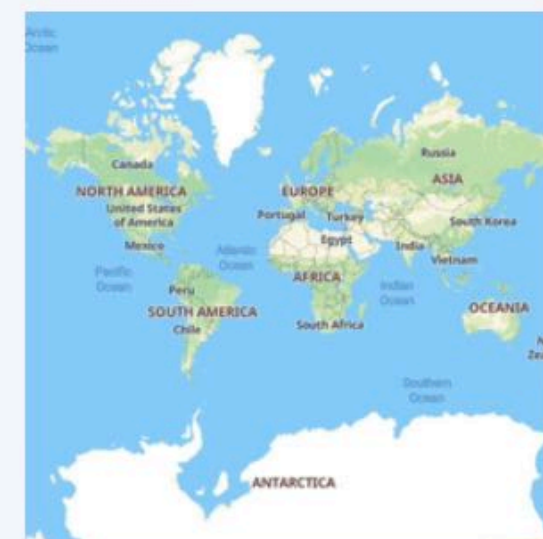 Arctic
Ocean
Canada
Russia
NORTH AMERICA
EUROPE
ASIA
United States
of America
Portugal
Turkey
South Korea
Mexico
Egypt
India
Atlantic
Ocean
Vietnam
Pacific
Ocean
AFRICA
Peru
Indian
Ocean
SOUTH AMERICA
OCEANIA
Chile
South Africa
Southern
Ocean
ANTARCTICA